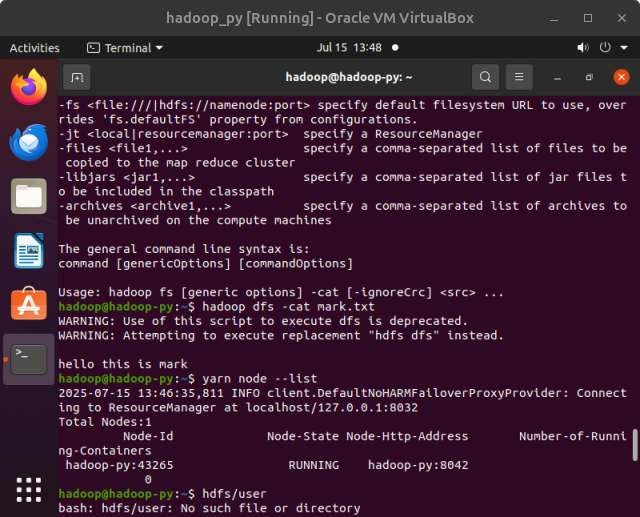 hadoop_py [Running] - Oracle VM VirtualBox
Activities Terminal Jul 15 13:48
hadoop@hadoop-py: ~
-fs <file:///|hdfs://namenode:port> specify default filesystem URL to use, over
rides 'fs.defaultFS' property from configurations.
-jt <local|resourcemanager:port>  specify a ResourceManager
-files <file1,...>                specify a comma-separated list of files to be
 copied to the map reduce cluster
-libjars <jar1,...>               specify a comma-separated list of jar files t
o be included in the classpath
-archives <archive1,...>          specify a comma-separated list of archives to
 be unarchived on the compute machines
The general command line syntax is:
command [genericOptions] [commandOptions]
Usage: hadoop fs [generic options] -cat [-ignoreCrc] <src> ...
hadoop@hadoop-py:~$ hadoop dfs -cat mark.txt
WARNING: Use of this script to execute dfs is deprecated.
WARNING: Attempting to execute replacement "hdfs dfs" instead.
hello this is mark
hadoop@hadoop-py:~$ yarn node --list
2025-07-15 13:46:35,811 INFO client.DefaultNoHARMFailoverProxyProvider: Connect
ing to ResourceManager at localhost/127.0.0.1:8032
Total Nodes:1
         Node-Id             Node-State Node-Http-Address       Number-of-Runni
ng-Containers
 hadoop-py:43265                RUNNING    hadoop-py:8042
            0
hadoop@hadoop-py:~$ hdfs/user
bash: hdfs/user: No such file or directory